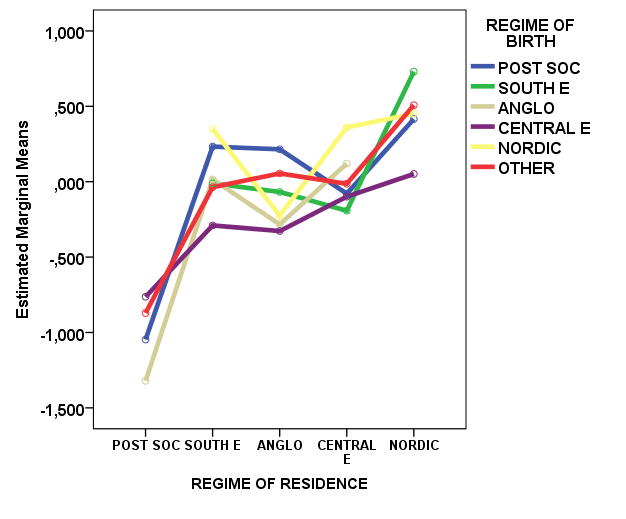 REGIME OF
BIRTH
POST SOC
SOUTH E
ANGLO
CENTRAL E
NORDIC
OTHER
Estimated Marginal Means
1,000
,500
,000
-,500
-1,000
-1,500
POST SOC SOUTH E ANGLO CENTRAL NORDIC
E
REGIME OF RESIDENCE